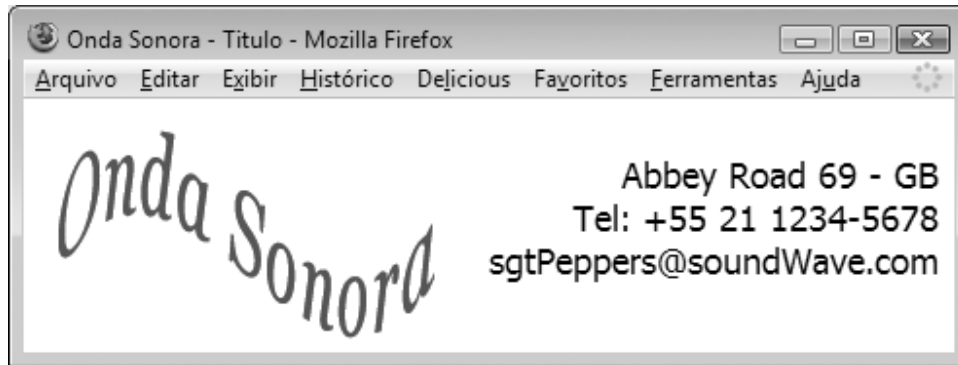 Onda Sonora - Titulo - Mozilla Firefox
Arquivo Editar Exibir Histórico Delicious Favoritos Ferramentas Ajuda
Onda Sonora
Abbey Road 69 - GB
Tel: +55 21 1234-5678
sgtPeppers@soundWave.com